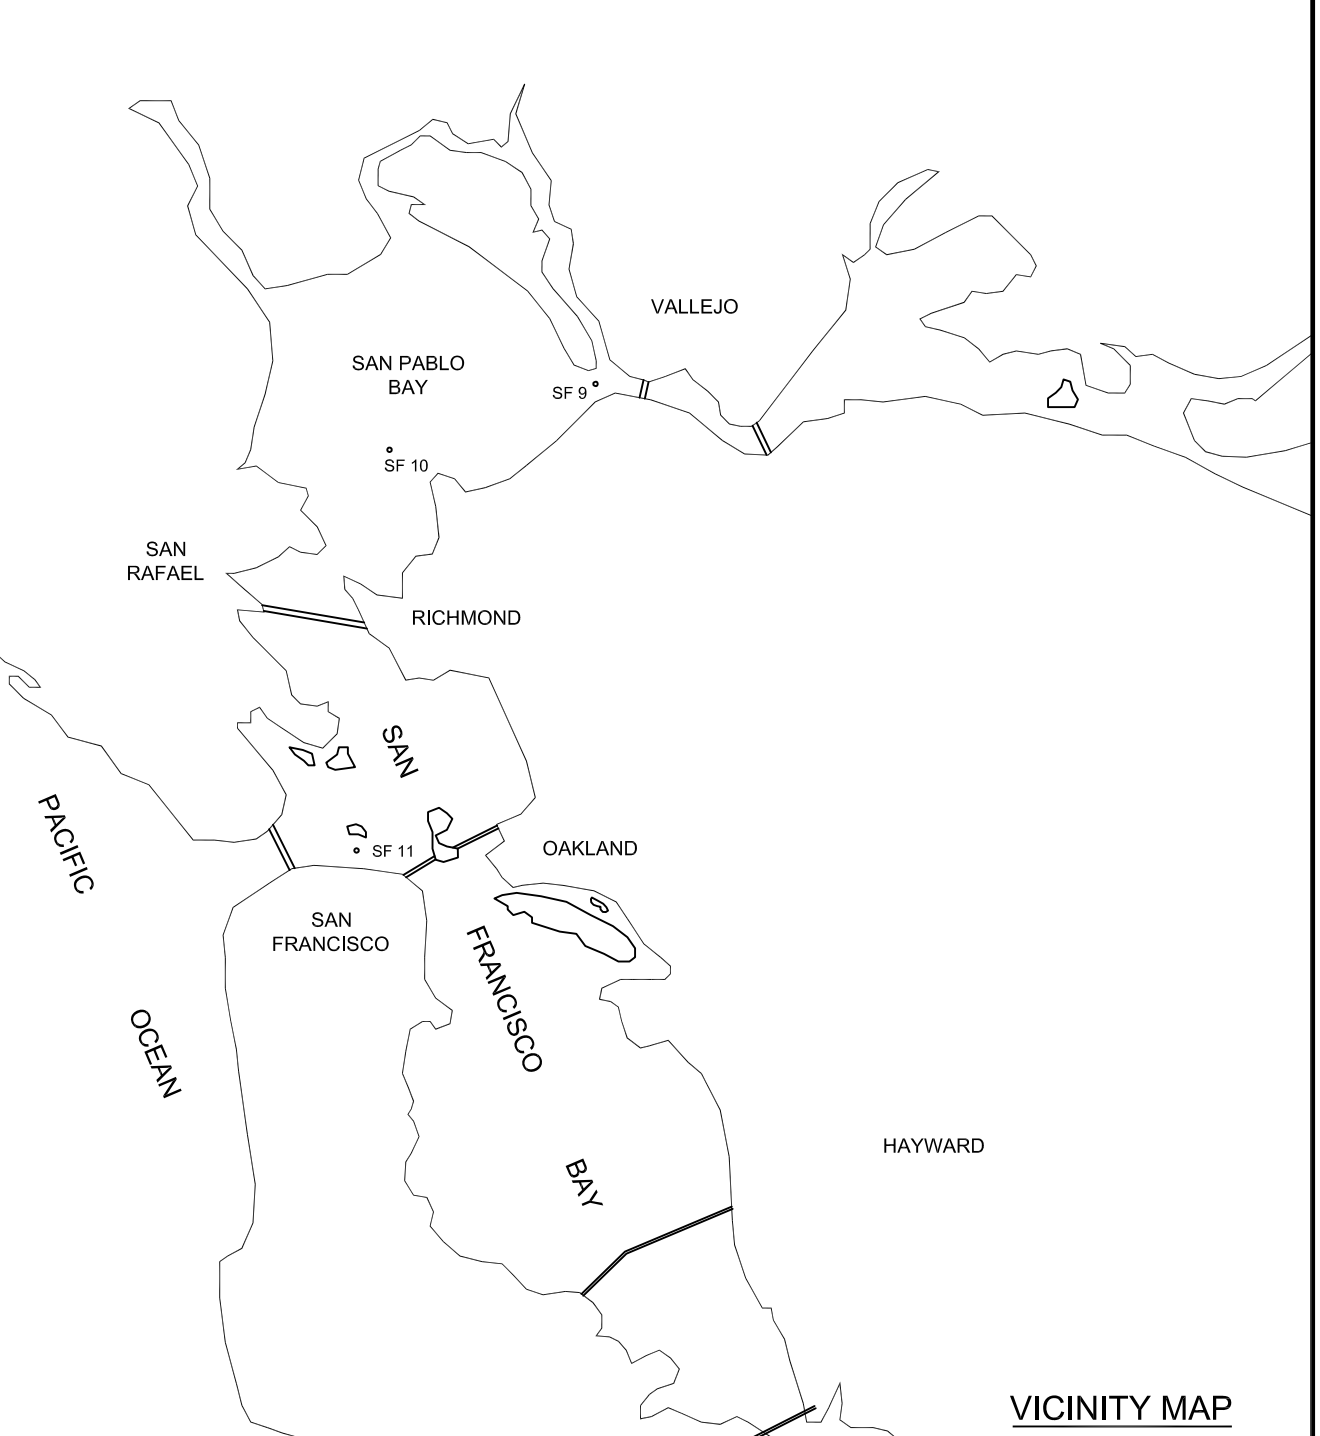 VALLEJO
SAN PABLO
BAY
SF 9
SF 10
SAN
RAFAEL
RICHMOND
SAN
PACIFIC
SF 11
OAKLAND
SAN
FRANCISCO
FRANCISCO
OCEAN
HAYWARD
BAY
VICINITY MAP